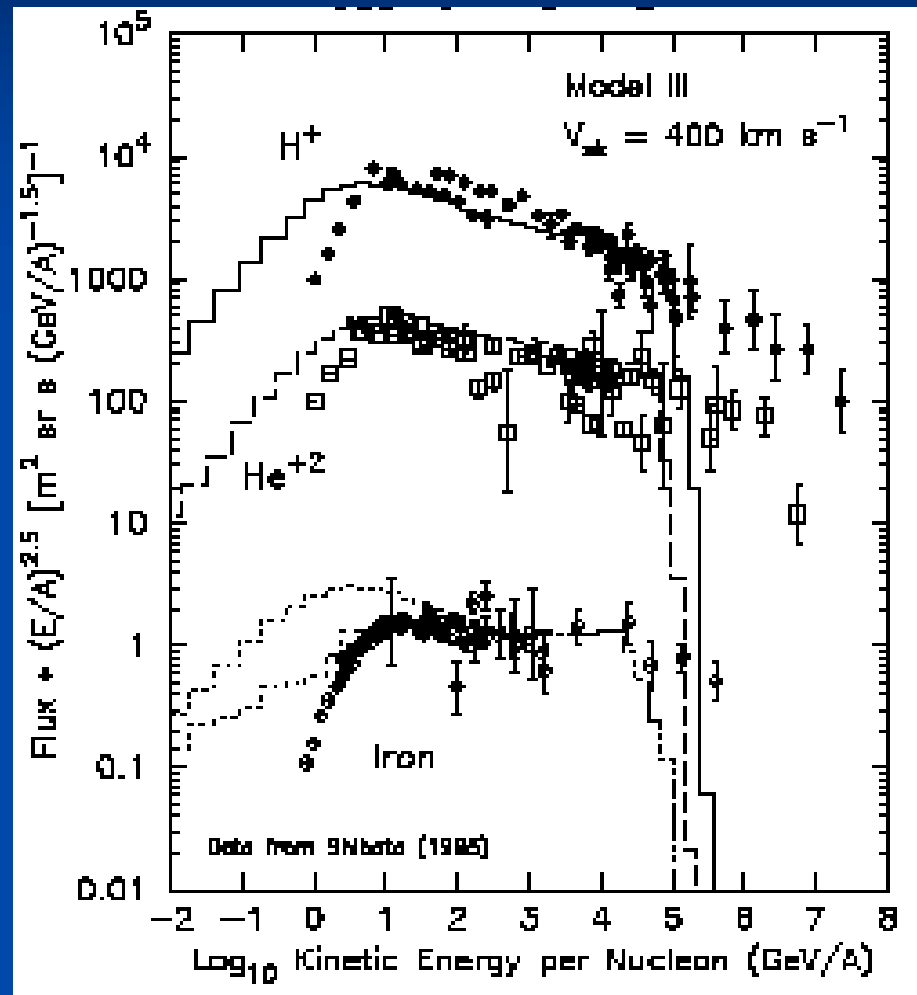 10⁵
Model III
V = 400 km s⁻¹
H⁺
10⁴
1000
100
He⁺²
10
1
0.1
0.01
Iron
Data from Shibata (1995)
-2 -1 0 1 2 3 4 5 6 7 8
Log₁₀ Kinetic Energy per Nucleon (GeV/A)
Flux * (E/A)²·⁵ [m² sr s (GeV/A)⁻¹·⁵]⁻¹